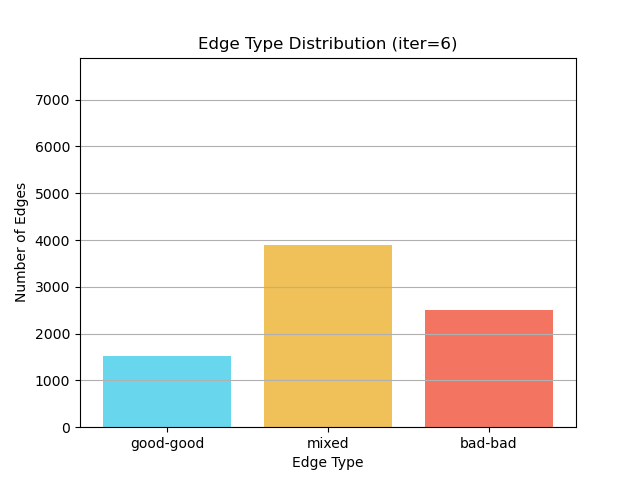 Edge Type Distribution (iter=6)
Number of Edges
7000
6000
5000
4000
3000
2000
1000
0
good-good
mixed
bad-bad
Edge Type